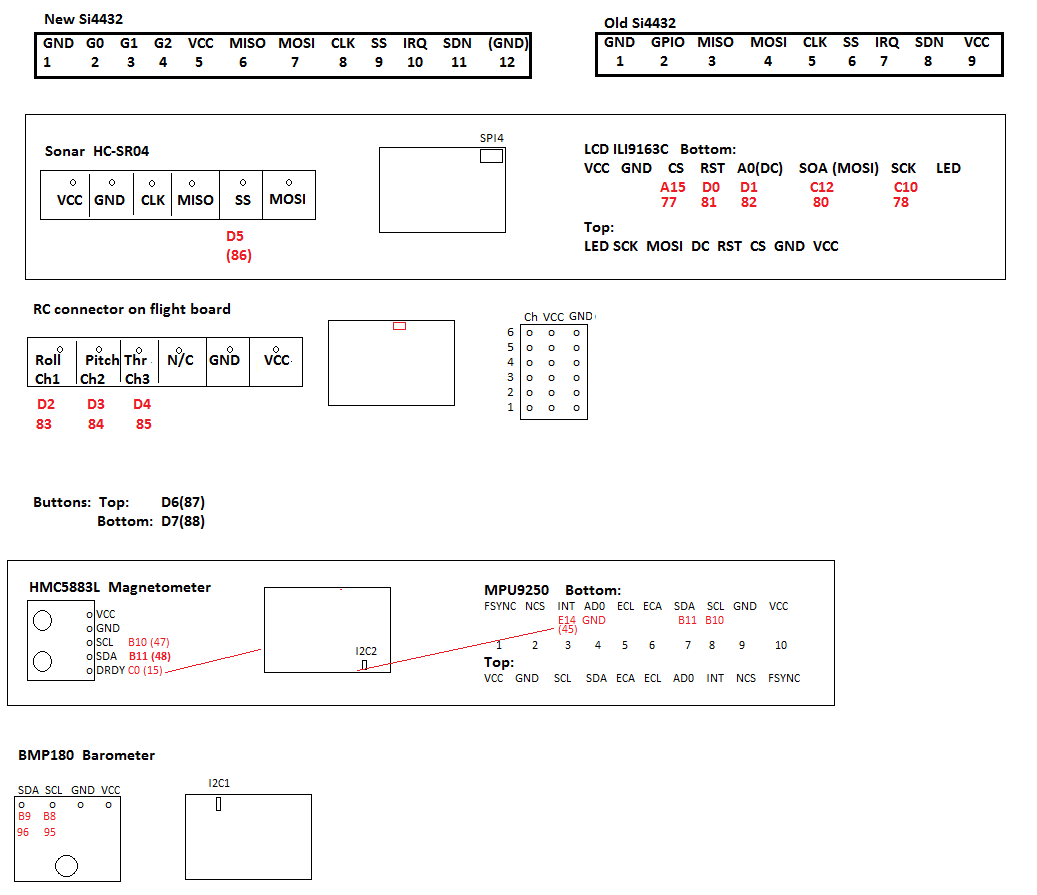 New Si4432
GND G0 G1 G2 VCC MISO MOSI CLK SS IRQ SDN (GND)
1 2 3 4 5 6 7 8 9 10 11 12
Old Si4432
GND GPIO MISO MOSI CLK SS IRQ SDN VCC
1 2 3 4 5 6 7 8 9
Sonar HC-SR04
VCC GND CLK MISO SS MOSI
D5
(86)
SPI4
LCD ILI9163C Bottom:
VCC GND CS RST A0(DC) SOA (MOSI) SCK LED
A15 D0 D1 C12 C10
77 81 82 80 78
Top:
LED SCK MOSI DC RST CS GND VCC
RC connector on flight board
Roll Pitch Thr N/C GND VCC
Ch1 Ch2 Ch3
D2 D3 D4
83 84 85
Ch VCC GND
6
5
4
3
2
1
Buttons: Top: D6(87)
Bottom: D7(88)
HMC5883L Magnetometer
VCC
GND
SCL B10 (47)
SDA B11 (48)
DRDY C0 (15)
I2C2
MPU9250 Bottom:
FSYNC NCS INT AD0 ECL ECA SDA SCL GND VCC
E14 GND B11 B10
(45)
1 2 3 4 5 6 7 8 9 10
Top:
VCC GND SCL SDA ECA ECL AD0 INT NCS FSYNC
BMP180 Barometer
SDA SCL GND VCC
B9 B8
96 95
I2C1